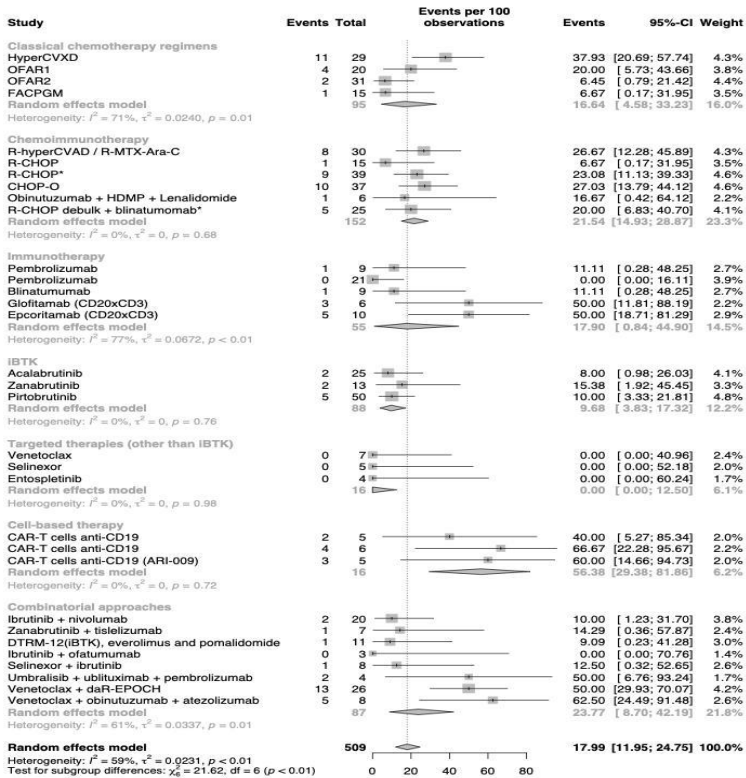 Events per 100
Study Events Total observations Events 95%-CI Weight
Classical chemotherapy regimens
HyperCVXD 11 29 37.93 [20.69; 57.74] 4.3%
OFAR1 4 20 20.00 [ 5.73; 43.66] 3.8%
OFAR2 2 31 6.45 [ 0.79; 21.42] 4.4%
FACPGM 1 15 6.67 [ 0.17; 31.95] 3.5%
Random effects model 95 16.64 [ 4.58; 33.23] 16.0%
Heterogeneity: I² = 71%, τ² = 0.0240, p = 0.01
Chemoimmunotherapy
R-hyperCVAD / R-MTX-Ara-C 8 30 26.67 [12.28; 45.89] 4.3%
R-CHOP 1 15 6.67 [ 0.17; 31.95] 3.5%
R-CHOP* 9 39 23.08 [11.13; 39.33] 4.6%
CHOP-O 10 37 27.03 [13.79; 44.12] 4.6%
Obinutuzumab + HDMP + Lenalidomide 1 6 16.67 [ 0.42; 64.12] 2.2%
R-CHOP debulk + blinatumomab* 5 25 20.00 [ 6.83; 40.70] 4.1%
Random effects model 152 21.54 [14.93; 28.87] 23.3%
Heterogeneity: I² = 0%, τ² = 0, p = 0.68
Immunotherapy
Pembrolizumab 1 9 11.11 [ 0.28; 48.25] 2.7%
Pembrolizumab 0 21 0.00 [ 0.00; 16.11] 3.9%
Blinatumumab 1 9 11.11 [ 0.28; 48.25] 2.7%
Glofitamab (CD20xCD3) 3 6 50.00 [11.81; 88.19] 2.2%
Epcoritamab (CD20xCD3) 5 10 50.00 [18.71; 81.29] 2.9%
Random effects model 55 17.90 [ 0.84; 44.90] 14.5%
Heterogeneity: I² = 77%, τ² = 0.0672, p < 0.01
iBTK
Acalabrutinib 2 25 8.00 [ 0.98; 26.03] 4.1%
Zanabrutinib 2 13 15.38 [ 1.92; 45.45] 3.3%
Pirtobrutinib 5 50 10.00 [ 3.33; 21.81] 4.8%
Random effects model 88 9.68 [ 3.83; 17.32] 12.2%
Heterogeneity: I² = 0%, τ² = 0, p = 0.76
Targeted therapies (other than iBTK)
Venetoclax 0 7 0.00 [ 0.00; 40.96] 2.4%
Selinexor 0 5 0.00 [ 0.00; 52.18] 2.0%
Entospletinib 0 4 0.00 [ 0.00; 60.24] 1.7%
Random effects model 16 0.00 [ 0.00; 12.50] 6.1%
Heterogeneity: I² = 0%, τ² = 0, p = 0.98
Cell-based therapy
CAR-T cells anti-CD19 2 5 40.00 [ 5.27; 85.34] 2.0%
CAR-T cells anti-CD19 4 6 66.67 [22.28; 95.67] 2.2%
CAR-T cells anti-CD19 (ARI-009) 3 5 60.00 [14.66; 94.73] 2.0%
Random effects model 16 56.38 [29.38; 81.86] 6.2%
Heterogeneity: I² = 0%, τ² = 0, p = 0.72
Combinatorial approaches
Ibrutinib + nivolumab 2 20 10.00 [ 1.23; 31.70] 3.8%
Zanabrutinib + tislelizumab 1 7 14.29 [ 0.36; 57.87] 2.4%
DTRM-12(iBTK), everolimus and pomalidomide 1 11 9.09 [ 0.23; 41.28] 3.0%
Ibrutinib + ofatumumab 0 3 0.00 [ 0.00; 70.76] 1.4%
Selinexor + ibrutinib 1 8 12.50 [ 0.32; 52.65] 2.6%
Umbralisib + ublituximab + pembrolizumab 2 4 50.00 [ 6.76; 93.24] 1.7%
Venetoclax + daR-EPOCH 13 26 50.00 [29.93; 70.07] 4.2%
Venetoclax + obinutuzumab + atezolizumab 5 8 62.50 [24.49; 91.48] 2.6%
Random effects model 87 23.77 [ 8.70; 42.19] 21.8%
Heterogeneity: I² = 61%, τ² = 0.0337, p = 0.01
Random effects model 509 17.99 [11.95; 24.75] 100.0%
Heterogeneity: I² = 59%, τ² = 0.0231, p < 0.01
Test for subgroup differences: χ²₆ = 21.62, df = 6 (p < 0.01)
0 20 40 60 80